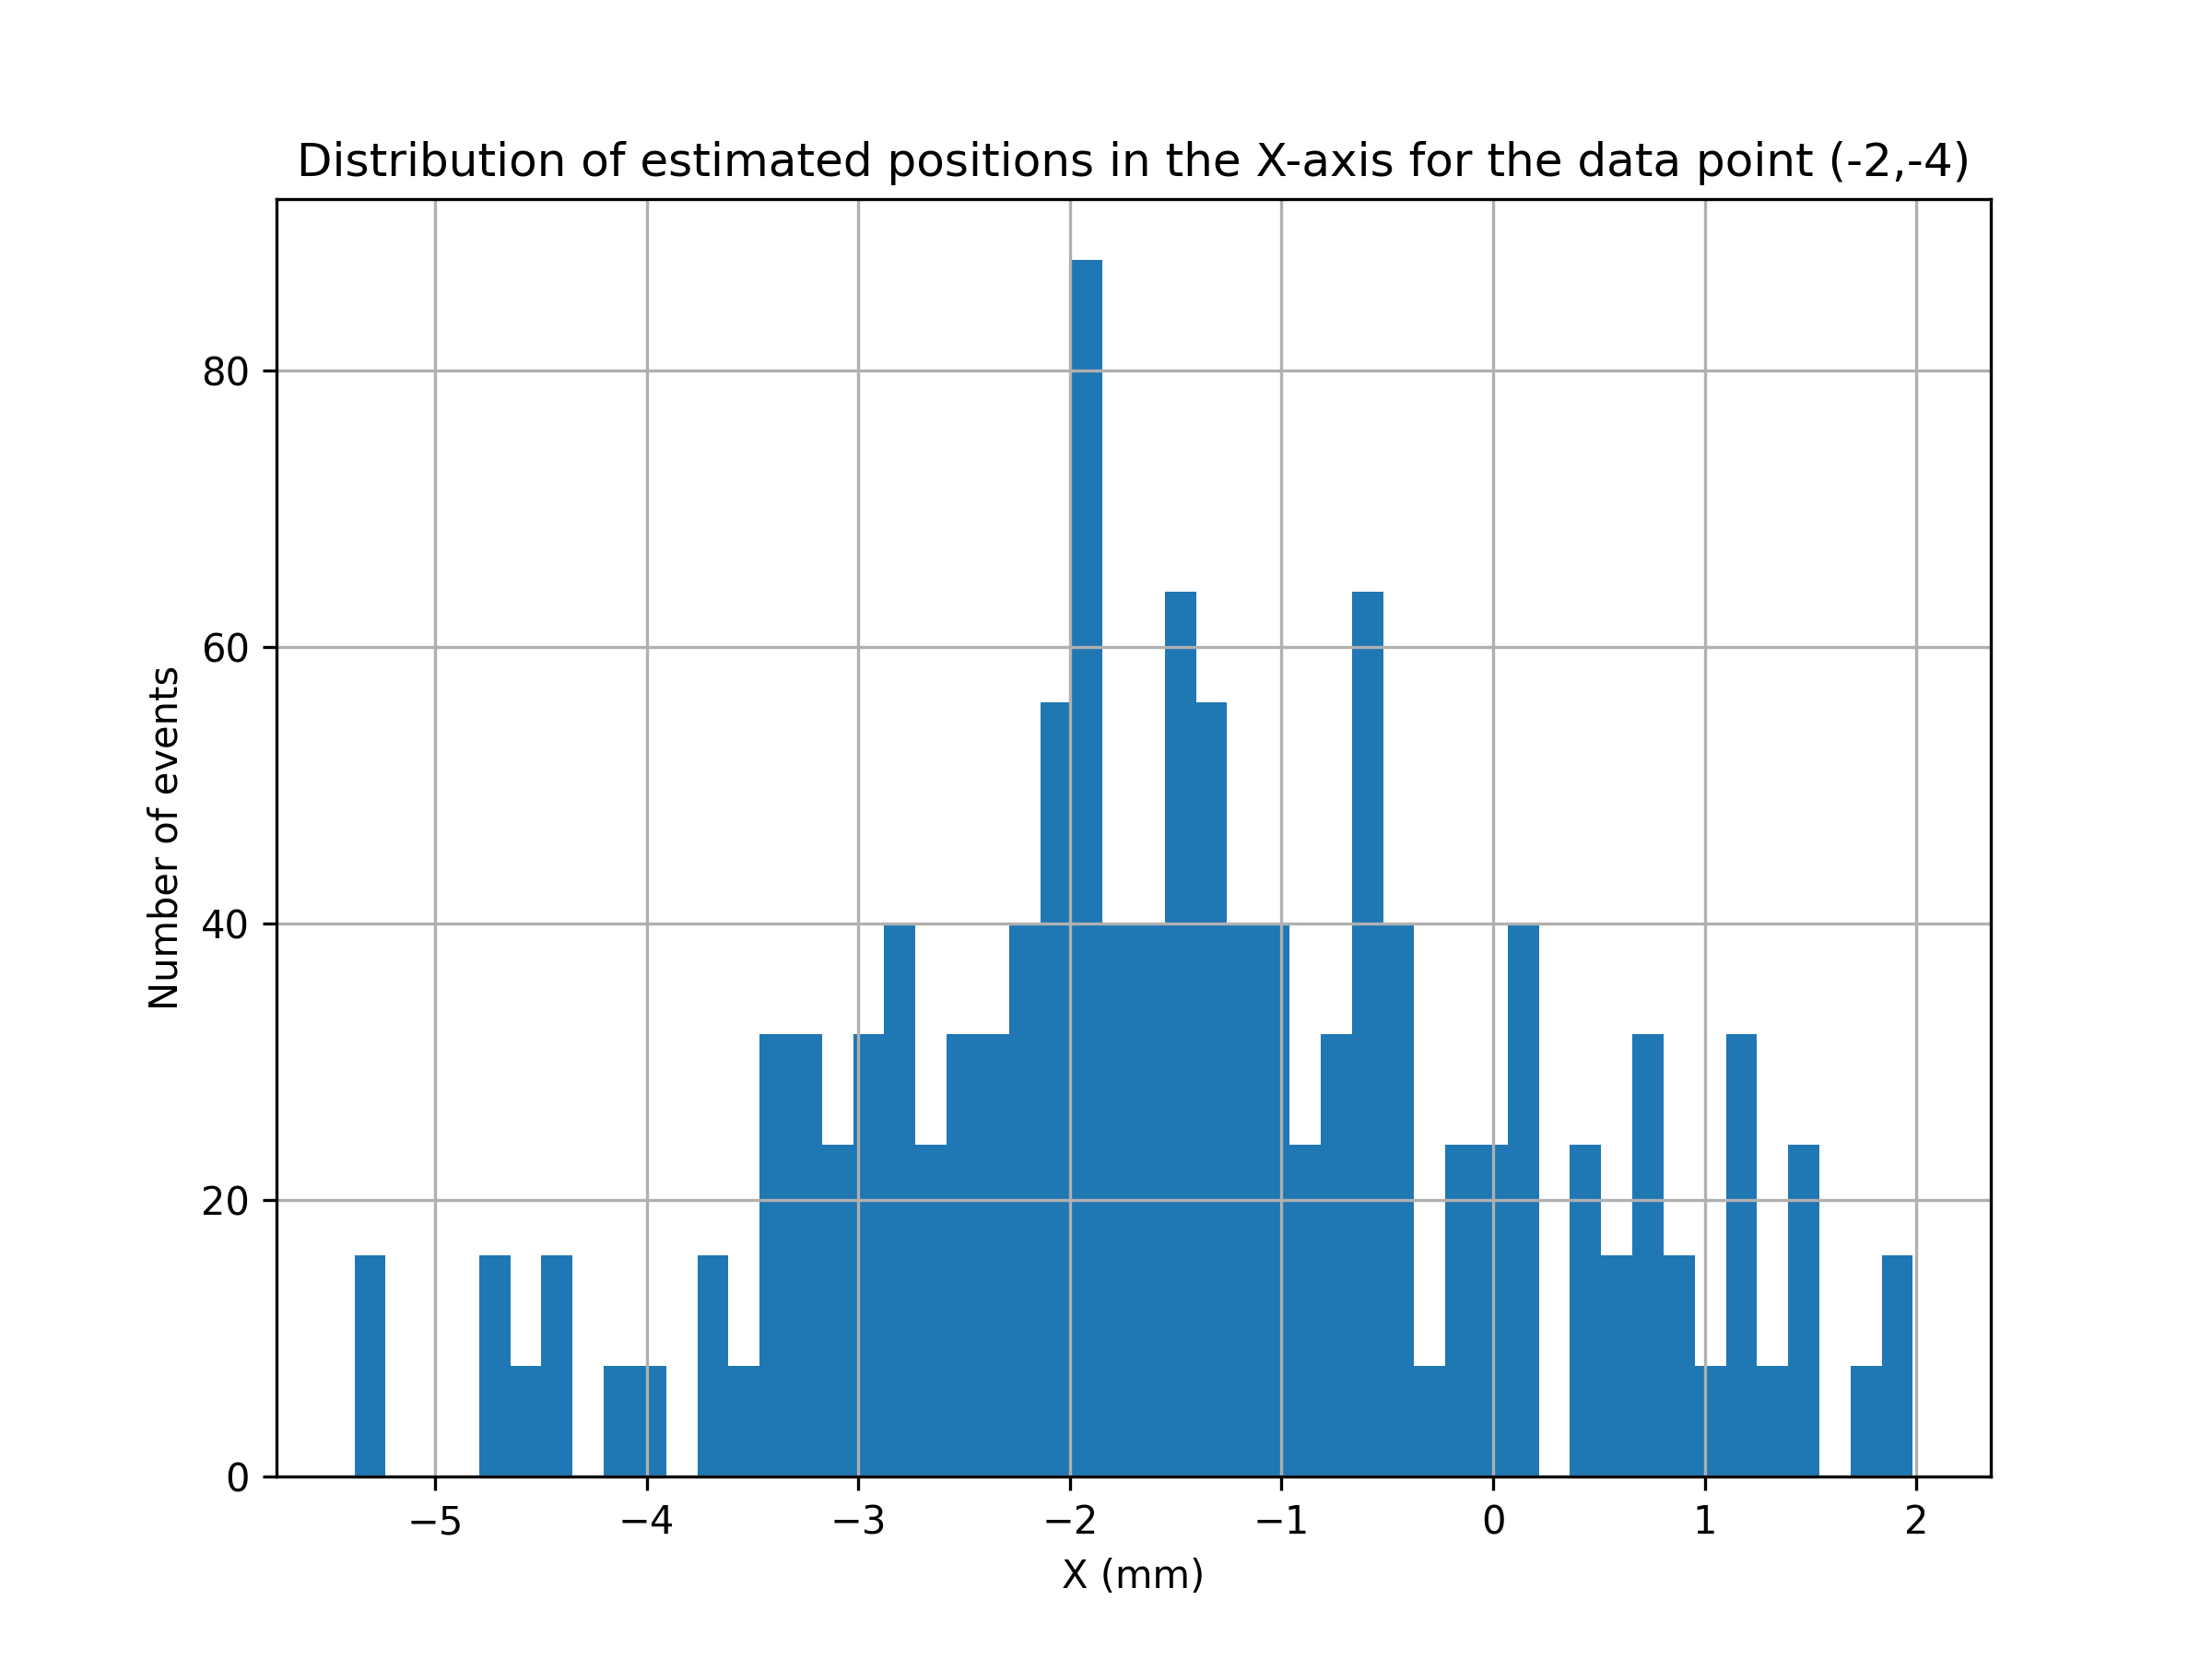 Distribution of estimated positions in the X-axis for the data point (-2,-4)
Number of events
80
60
40
20
0
−5 −4 −3 −2 −1 0 1 2
X (mm)